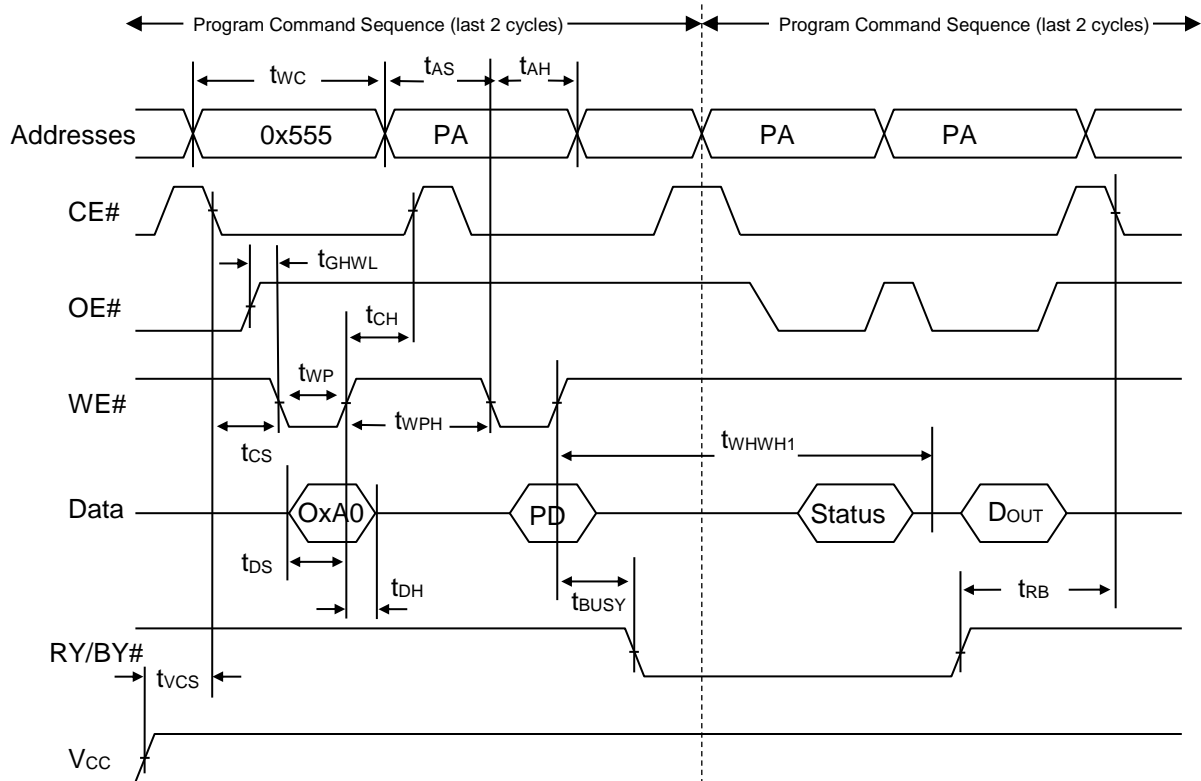 Program Command Sequence (last 2 cycles) Program Command Sequence (last 2 cycles)
tWC tAS tAH
Addresses 0x555 PA PA PA
CE#
tGHWL
OE#
tCH
tWP
WE#
tWPH
tCS tWHWH1
Data OxA0 PD Status DOUT
tDS
tDH tBUSY tRB
RY/BY#
tVCS
VCC